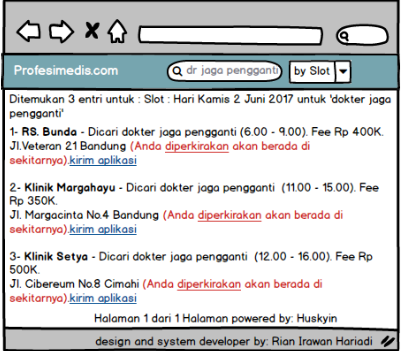 Profesimedis.com
dr jaga pengganti
by Slot
Ditemukan 3 entri untuk : Slot : Hari Kamis 2 Juni 2017 untuk 'dokter jaga
pengganti'
1- RS. Bunda - Dicari dokter jaga pengganti (6.00 - 9.00). Fee Rp 400K.
Jl.Veteran 21 Bandung (Anda diperkirakan akan berada di
sekitarnya).kirim aplikasi
2- Klinik Margahayu - Dicari dokter jaga pengganti (11.00 - 15.00). Fee
Rp 350K.
Jl. Margacinta No.4 Bandung (Anda diperkirakan akan berada di
sekitarnya).kirim aplikasi
3- Klinik Setya - Dicari dokter jaga pengganti (12.00 - 16.00). Fee Rp
500K.
Jl. Cibereum No.8 Cimahi (Anda diperkirakan akan berada di
sekitarnya).kirim aplikasi
Halaman 1 dari 1 Halaman powered by: Huskyin
design and system developer by: Rian Irawan Hariadi